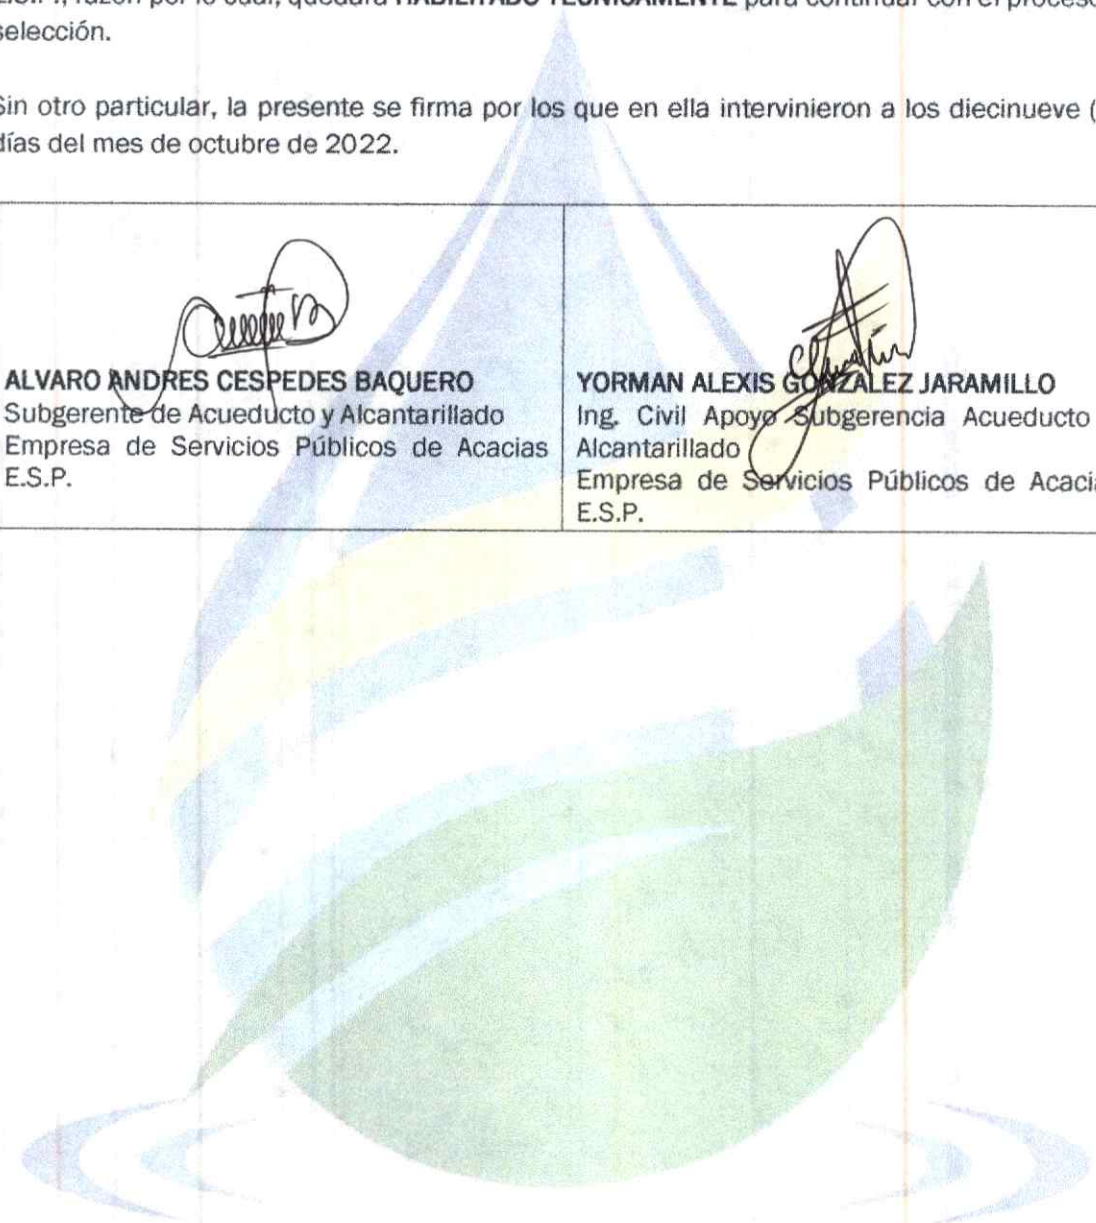 E.S.P., razón por lo cual, quedará HABILITADO TÉCNICAMENTE para continuar con el proceso
selección.
Sin otro particular, la presente se firma por los que en ella intervinieron a los diecinueve (
días del mes de octubre de 2022.
ALVARO ANDRES CESPEDES BAQUERO
Subgerente de Acueducto y Alcantarillado
Empresa de Servicios Públicos de Acacias
E.S.P.
YORMAN ALEXIS GONZALEZ JARAMILLO
Ing. Civil Apoyo Subgerencia Acueducto
Alcantarillado
Empresa de Servicios Públicos de Acacia
E.S.P.